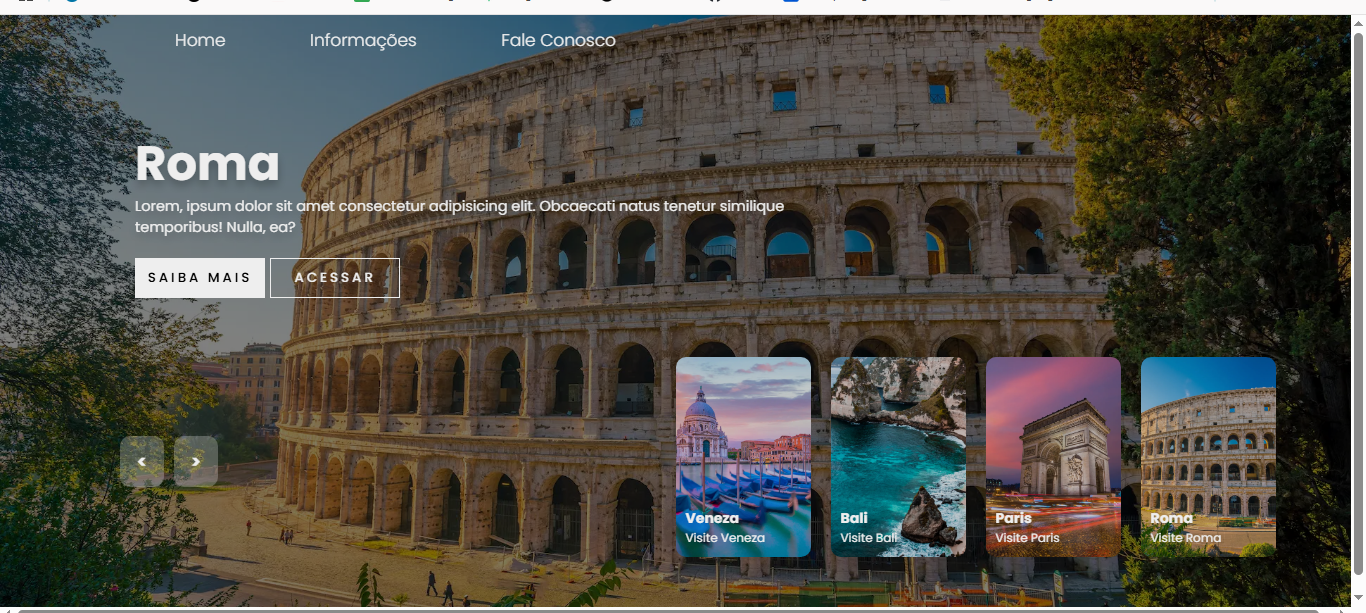 Home Informações Fale Conosco
Roma
Lorem, ipsum dolor sit amet consectetur adipisicing elit. Obcaecati natus tenetur similique
temporibus! Nulla, ea?
SAIBA MAIS ACESSAR
< >
Veneza
Visite Veneza
Bali
Visite Bali
Paris
Visite Paris
Roma
Visite Roma